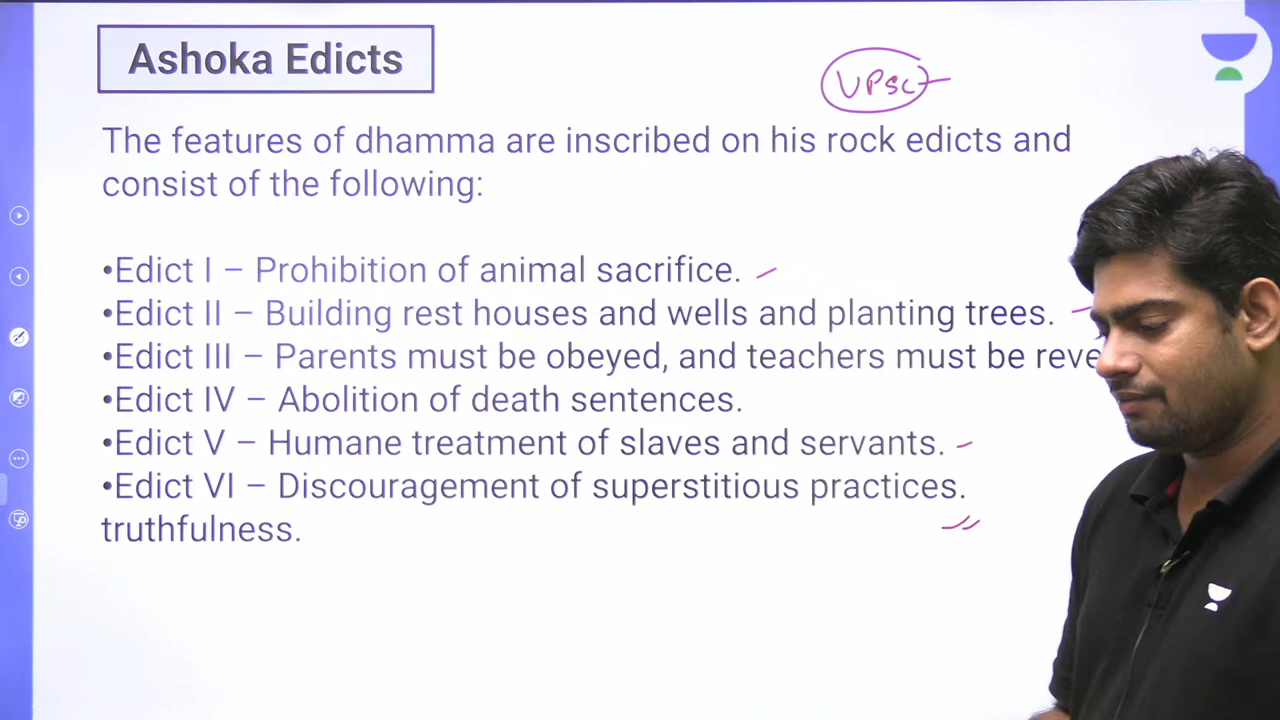 Ashoka Edicts
UPSC
The features of dhamma are inscribed on his rock edicts and
consist of the following:
•Edict I – Prohibition of animal sacrifice.
•Edict II – Building rest houses and wells and planting trees.
•Edict III – Parents must be obeyed, and teachers must be reve
•Edict IV – Abolition of death sentences.
•Edict V – Humane treatment of slaves and servants.
•Edict VI – Discouragement of superstitious practices.
truthfulness.